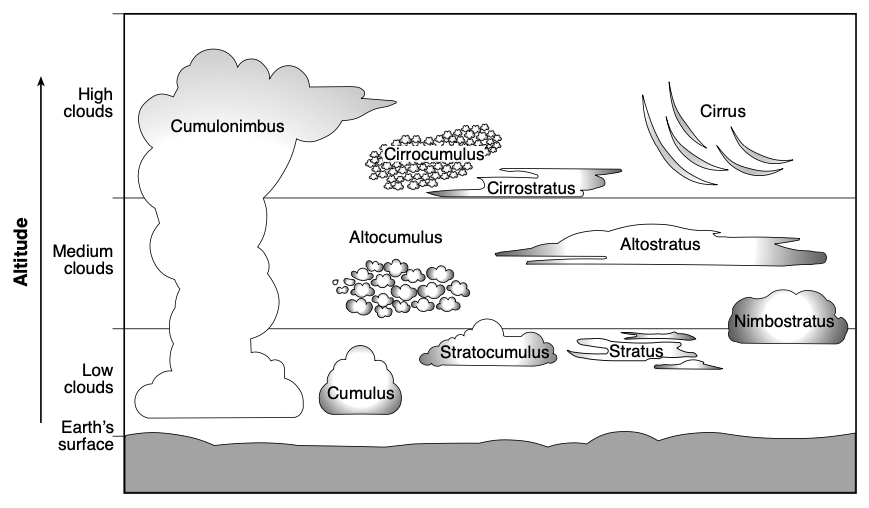 High
clouds
Cumulonimbus
Cirrus
Cirrocumulus
Cirrostratus
Altitude
Medium
clouds
Altocumulus
Altostratus
Nimbostratus
Low
clouds
Stratocumulus
Stratus
Cumulus
Earth's
surface